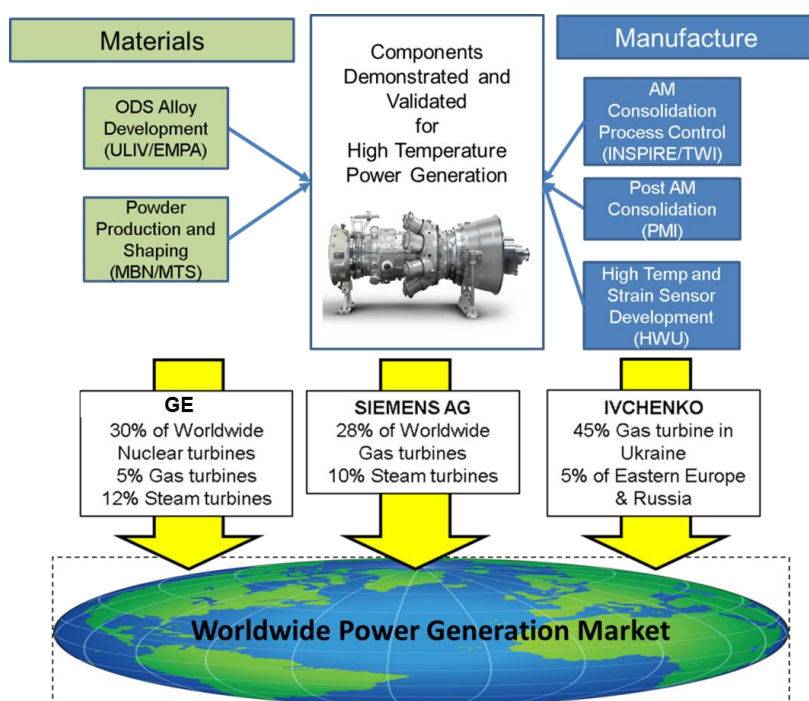 Materials
ODS Alloy
Development
(ULIV/EMPA)
Powder
Production and
Shaping
(MBN/MTS)
Components
Demonstrated and
Validated
for
High Temperature
Power Generation
Manufacture
AM
Consolidation
Process Control
(INSPIRE/TWI)
Post AM
Consolidation
(PMI)
High Temp and
Strain Sensor
Development
(HWU)
GE
30% of Worldwide
Nuclear turbines
5% Gas turbines
12% Steam turbines
SIEMENS AG
28% of Worldwide
Gas turbines
10% Steam turbines
IVCHENKO
45% Gas turbine in
Ukraine
5% of Eastern Europe
& Russia
Worldwide Power Generation Market